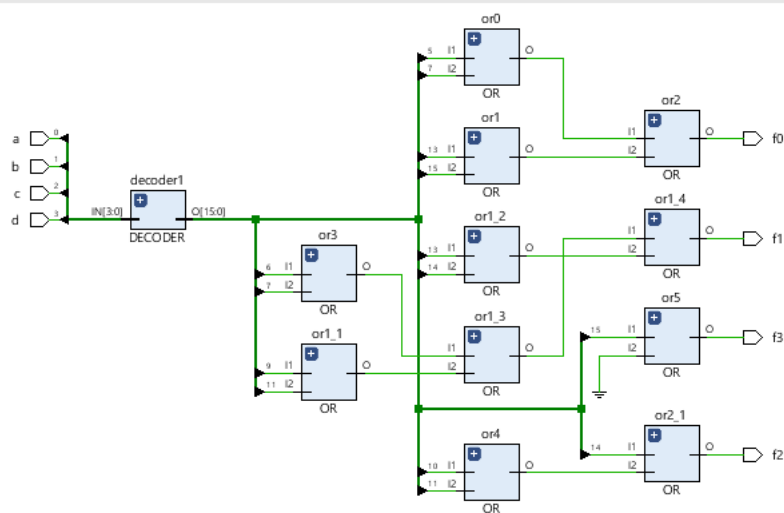 or0
5 I1 O
7 I2
OR
or2
I1 O f0
I2
OR
a 0
b 1
c 2
d 3
decoder1
IN[3:0] O[15:0]
DECODER
or1
13 I1 O
15 I2
OR
or1_4
I1 O f1
I2
OR
or1_2
13 I1 O
14 I2
OR
or3
6 I1 O
7 I2
OR
or5
15 I1 O f3
I2
OR
or1_3
I1 O
I2
OR
or1_1
9 I1 O
11 I2
OR
or2_1
14 I1 O f2
I2
OR
or4
10 I1 O
11 I2
OR